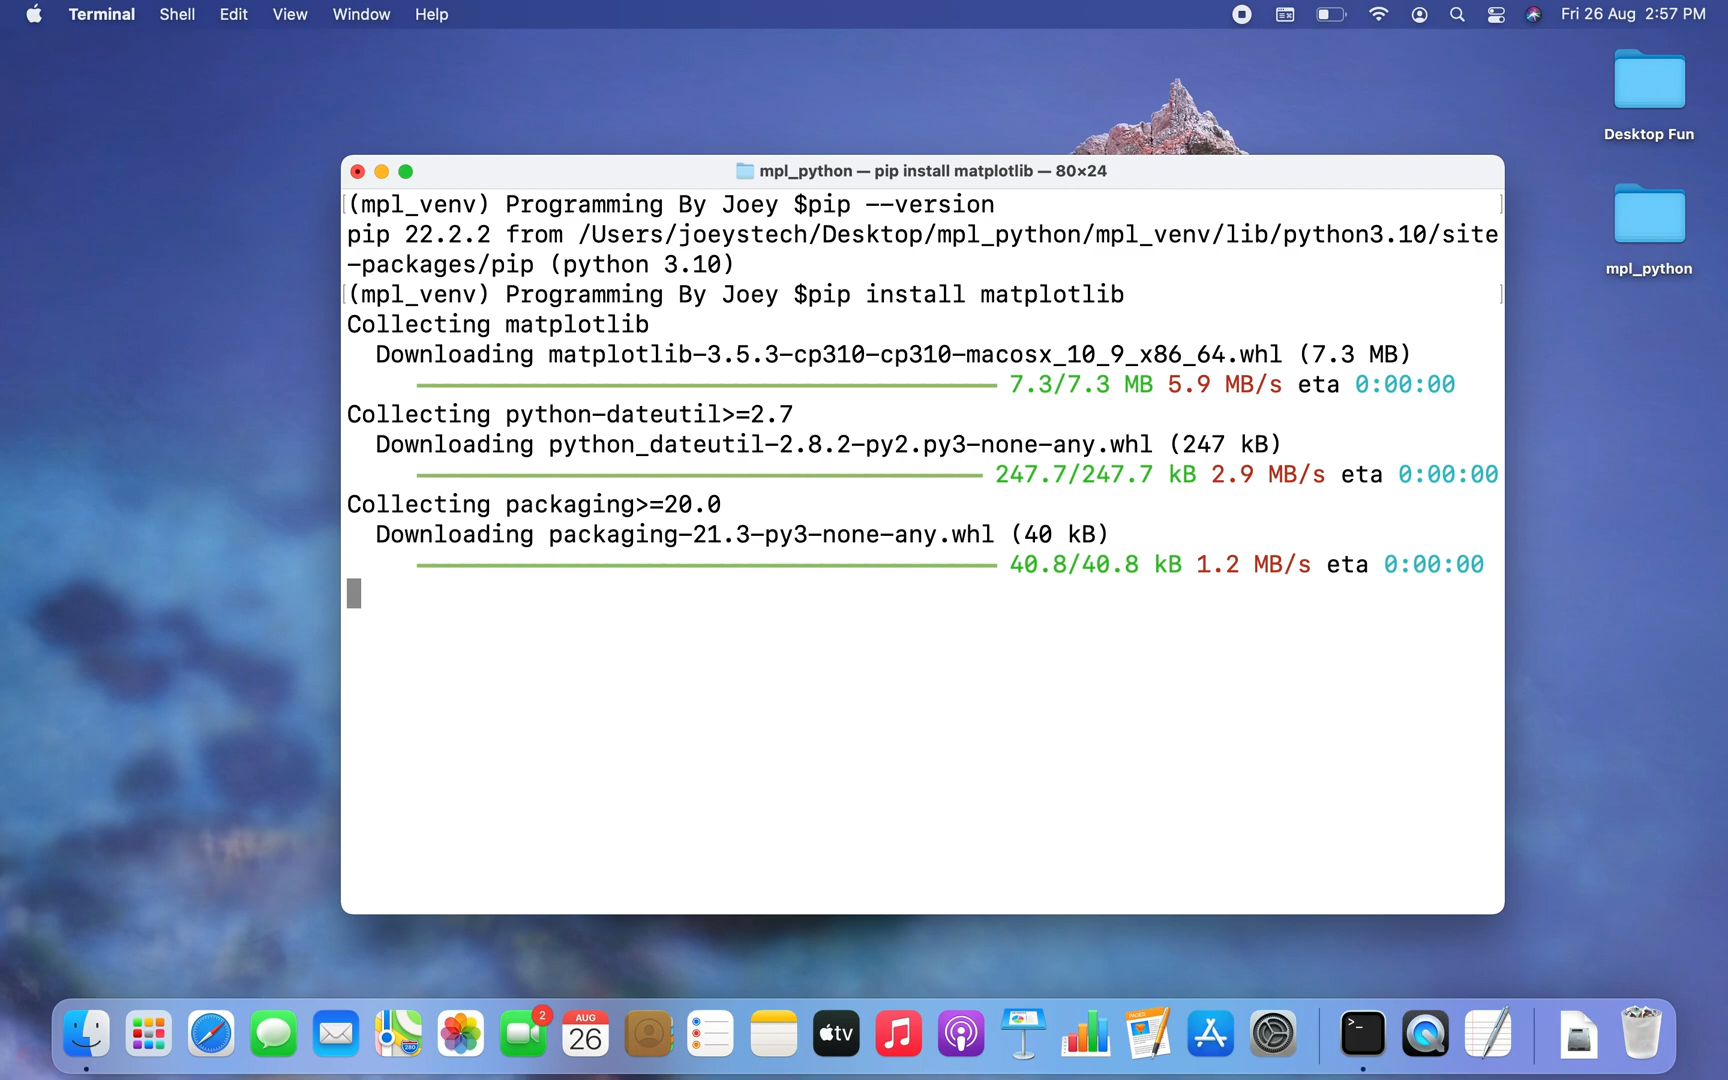 Terminal Shell Edit View Window Help Fri 26 Aug 2:57 PM
Desktop Fun
mpl_python
mpl_python — pip install matplotlib — 80×24
(mpl_venv) Programming By Joey $pip --version
pip 22.2.2 from /Users/joeystech/Desktop/mpl_python/mpl_venv/lib/python3.10/site
-packages/pip (python 3.10)
(mpl_venv) Programming By Joey $pip install matplotlib
Collecting matplotlib
Downloading matplotlib-3.5.3-cp310-cp310-macosx_10_9_x86_64.whl (7.3 MB)
7.3/7.3 MB 5.9 MB/s eta 0:00:00
Collecting python-dateutil>=2.7
Downloading python_dateutil-2.8.2-py2.py3-none-any.whl (247 kB)
247.7/247.7 kB 2.9 MB/s eta 0:00:00
Collecting packaging>=20.0
Downloading packaging-21.3-py3-none-any.whl (40 kB)
40.8/40.8 kB 1.2 MB/s eta 0:00:00
280
2
AUG
26
tv
PAGES
>_